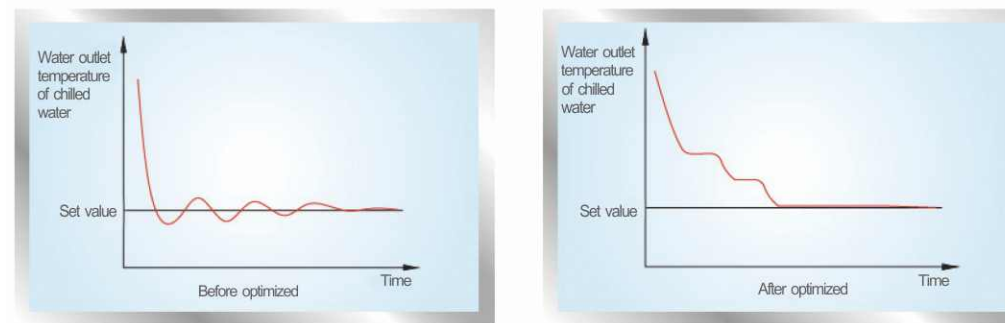 Water outlet
temperature
of chilled
water
Set value
Time
Before optimized
Water outlet
temperature
of chilled
water
Set value
Time
After optimized